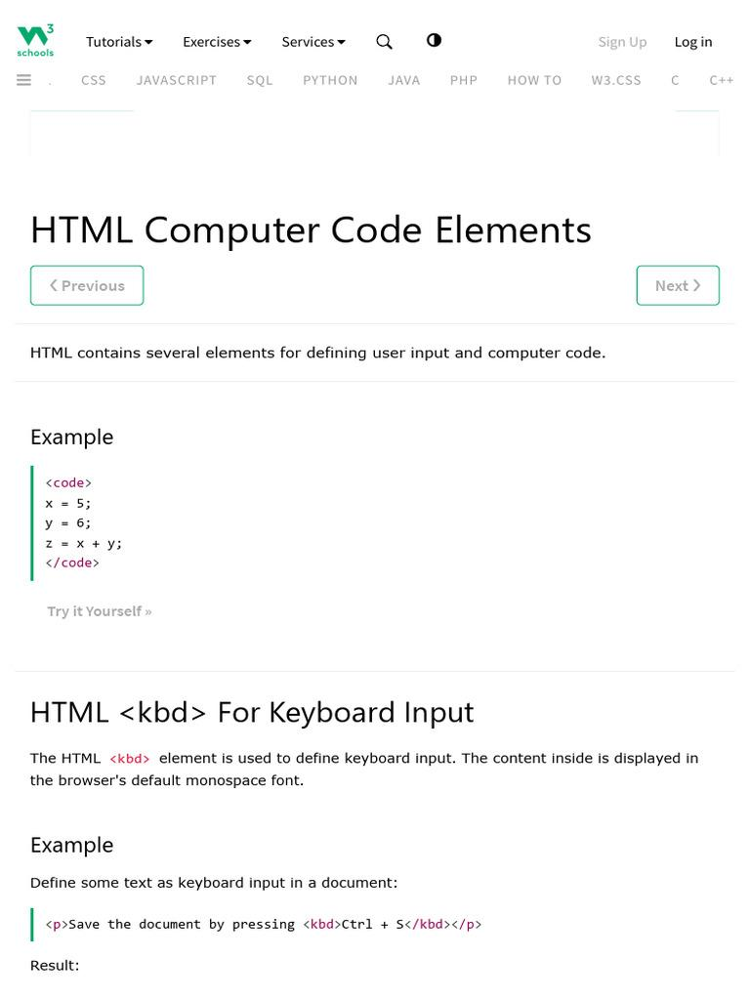 3
schools
Tutorials Exercises Services Sign Up Log in
. CSS JAVASCRIPT SQL PYTHON JAVA PHP HOW TO W3.CSS C C++
HTML Computer Code Elements
❮ Previous Next ❯
HTML contains several elements for defining user input and computer code.
Example
<code>
x = 5;
y = 6;
z = x + y;
</code>
Try it Yourself »
HTML <kbd> For Keyboard Input
The HTML <kbd> element is used to define keyboard input. The content inside is displayed in
the browser's default monospace font.
Example
Define some text as keyboard input in a document:
<p>Save the document by pressing <kbd>Ctrl + S</kbd></p>
Result: